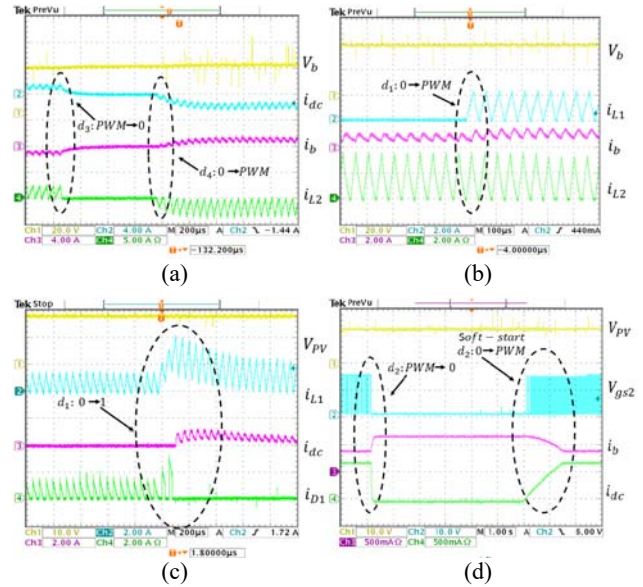 Tek PreVu
V_b
i_dc
d_3: PWM→0
i_b
d_4: 0→PWM
i_L2
Ch1 20.0 V Ch2 4.00 A M 200µs A Ch2 -1.44 A
Ch3 4.00 A Ch4 5.00 A Ω
-132.200µs
(a)
Tek PreVu
V_b
d_1: 0→PWM
i_L1
i_b
i_L2
Ch1 20.0 V Ch2 2.00 A M 100µs A Ch2 440mA
Ch3 2.00 A Ch4 2.00 A Ω
-4.00000µs
(b)
Tek Stop
V_PV
i_L1
d_1: 0→1
i_dc
i_D1
Ch1 10.0 V Ch2 2.00 A M 200µs A Ch2 1.72 A
Ch3 2.00 A Ch4 2.00 A Ω
1.80000µs
(c)
Tek PreVu
V_PV
Soft-start
d_2: 0→PWM
d_2: PWM→0
V_gs2
i_b
i_dc
Ch1 10.0 V Ch2 10.0 V M 1.00s A Ch2 5.00 V
Ch3 500mA Ω Ch4 500mA Ω
(d)